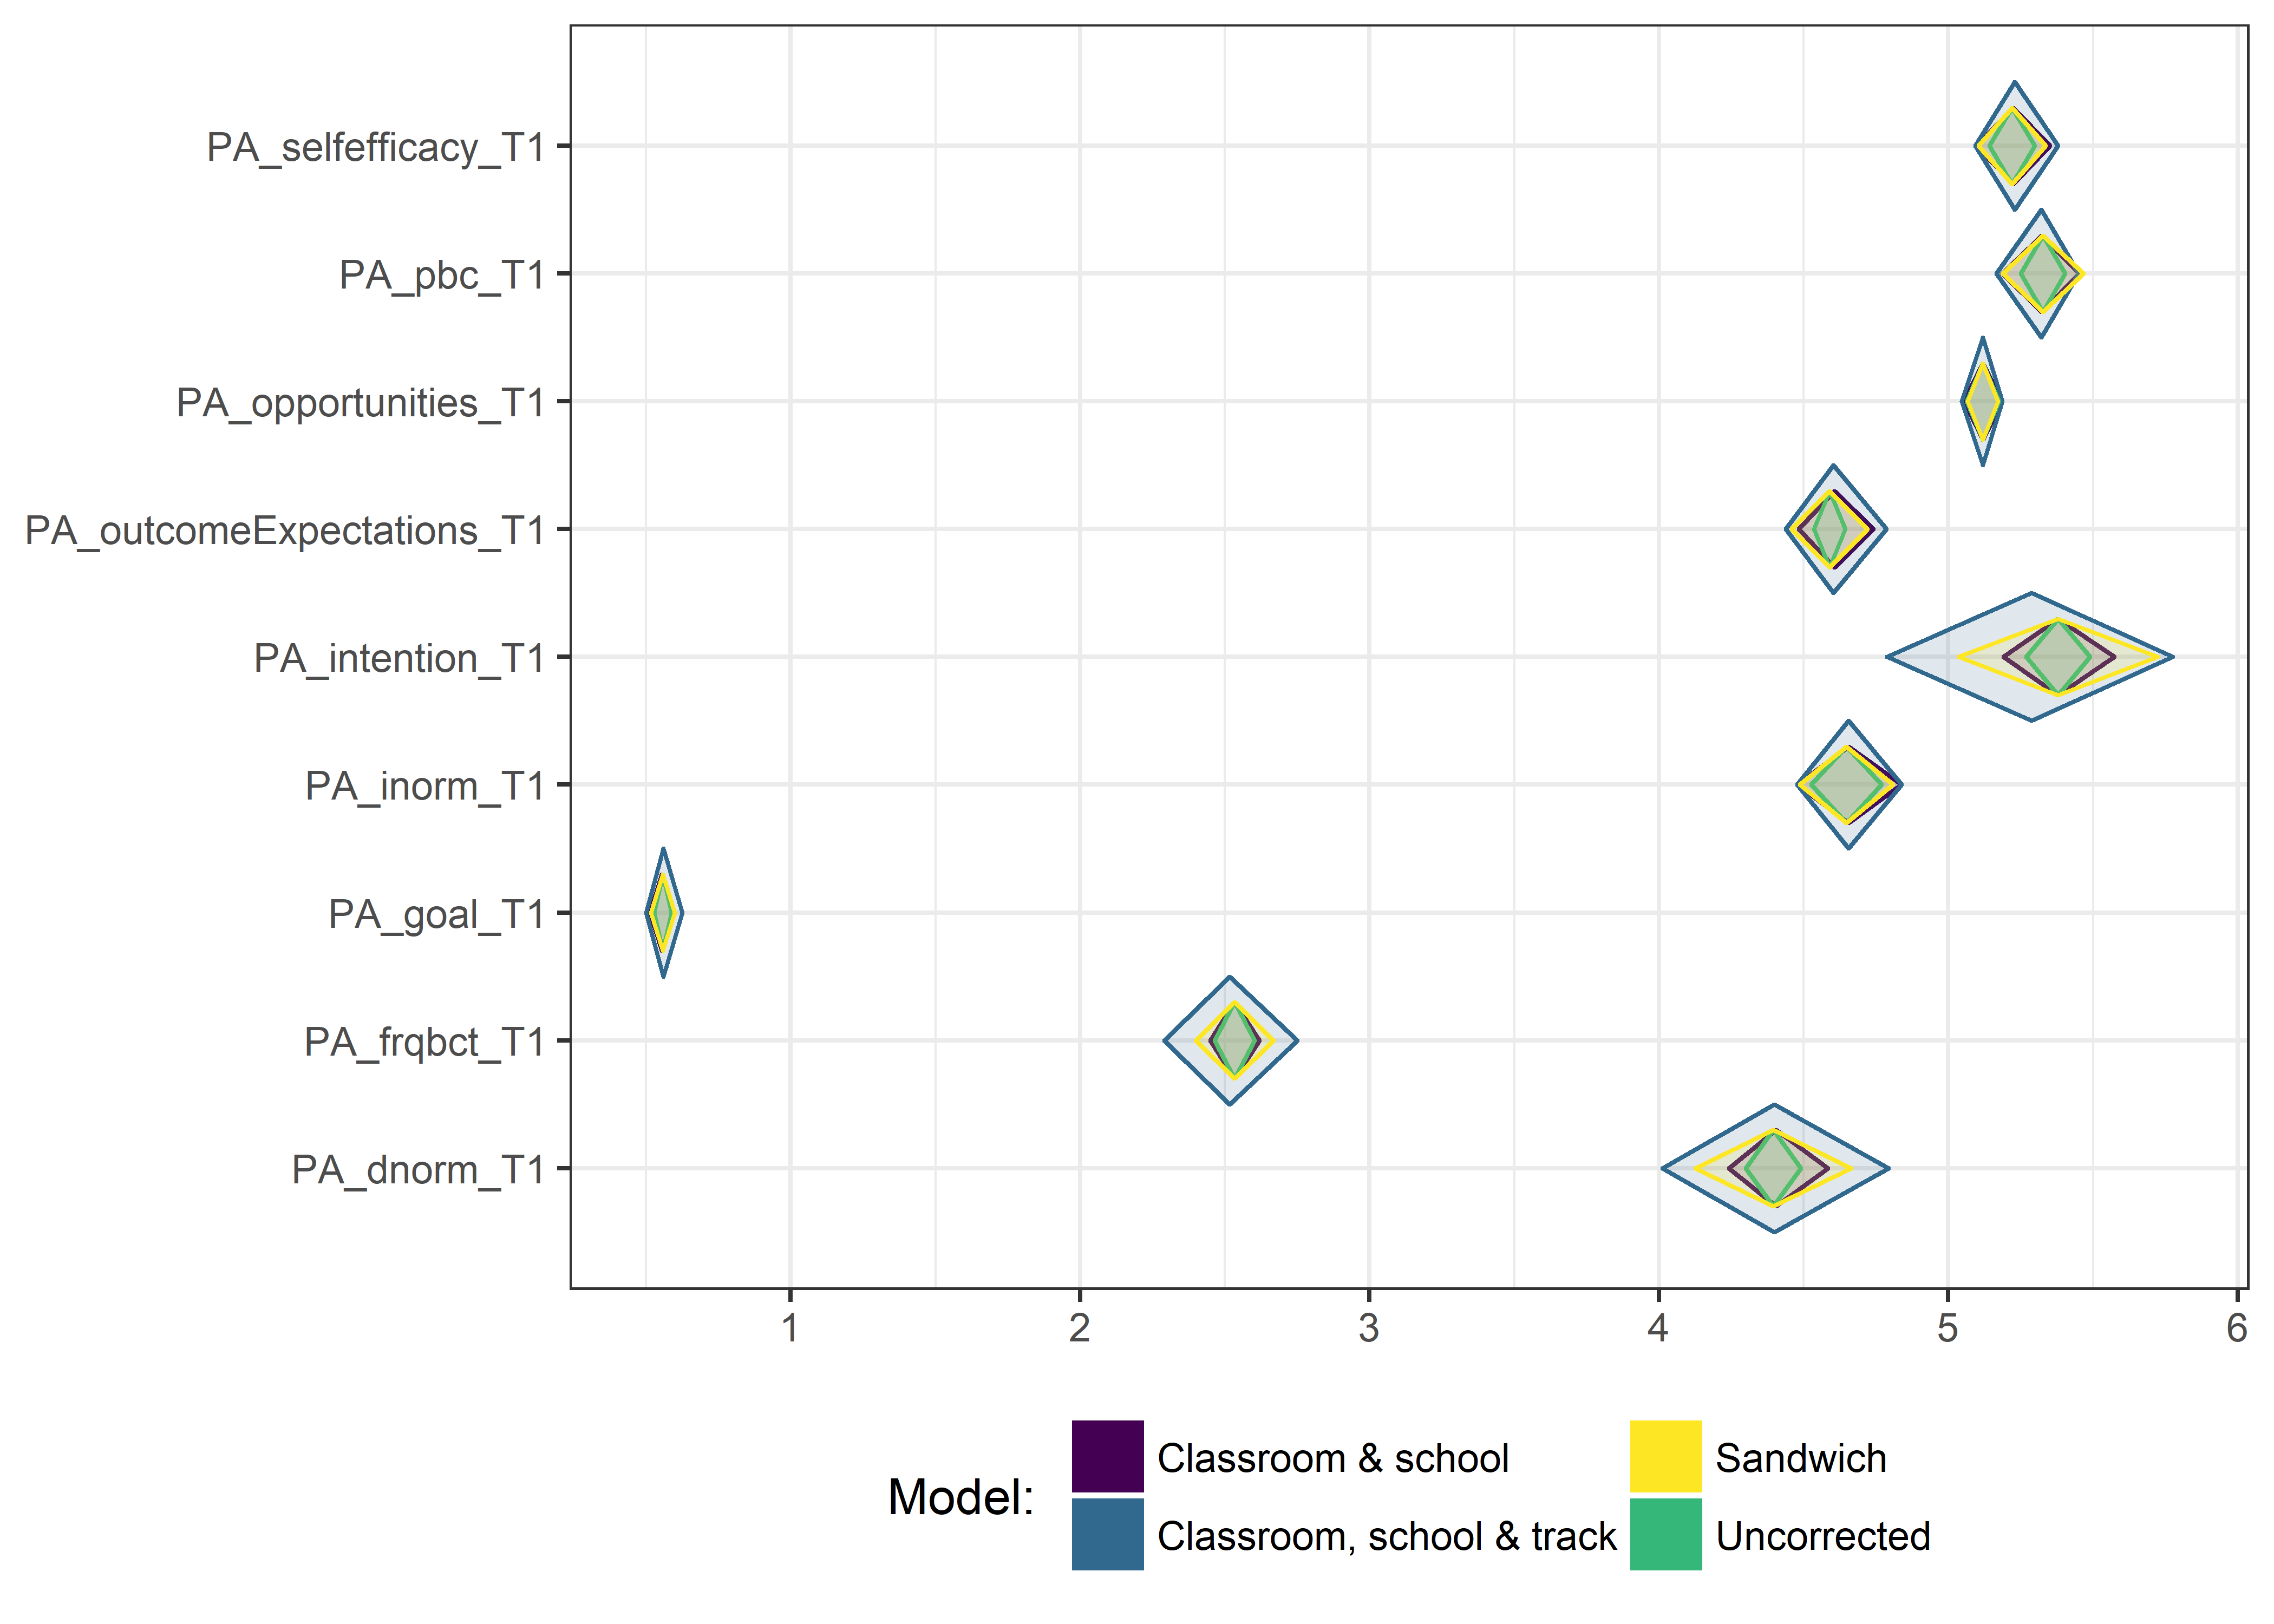 PA_selfefficacy_T1
PA_pbc_T1
PA_opportunities_T1
PA_outcomeExpectations_T1
PA_intention_T1
PA_inorm_T1
PA_goal_T1
PA_frqbct_T1
PA_dnorm_T1
1 2 3 4 5 6
Model:
Classroom & school
Classroom, school & track
Sandwich
Uncorrected